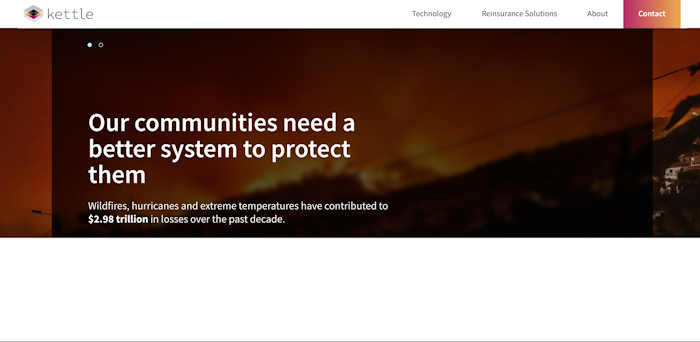 kettle
Technology
Reinsurance Solutions
About
Contact
Our communities need a
better system to protect
them
Wildfires, hurricanes and extreme temperatures have contributed to
$2.98 trillion in losses over the past decade.